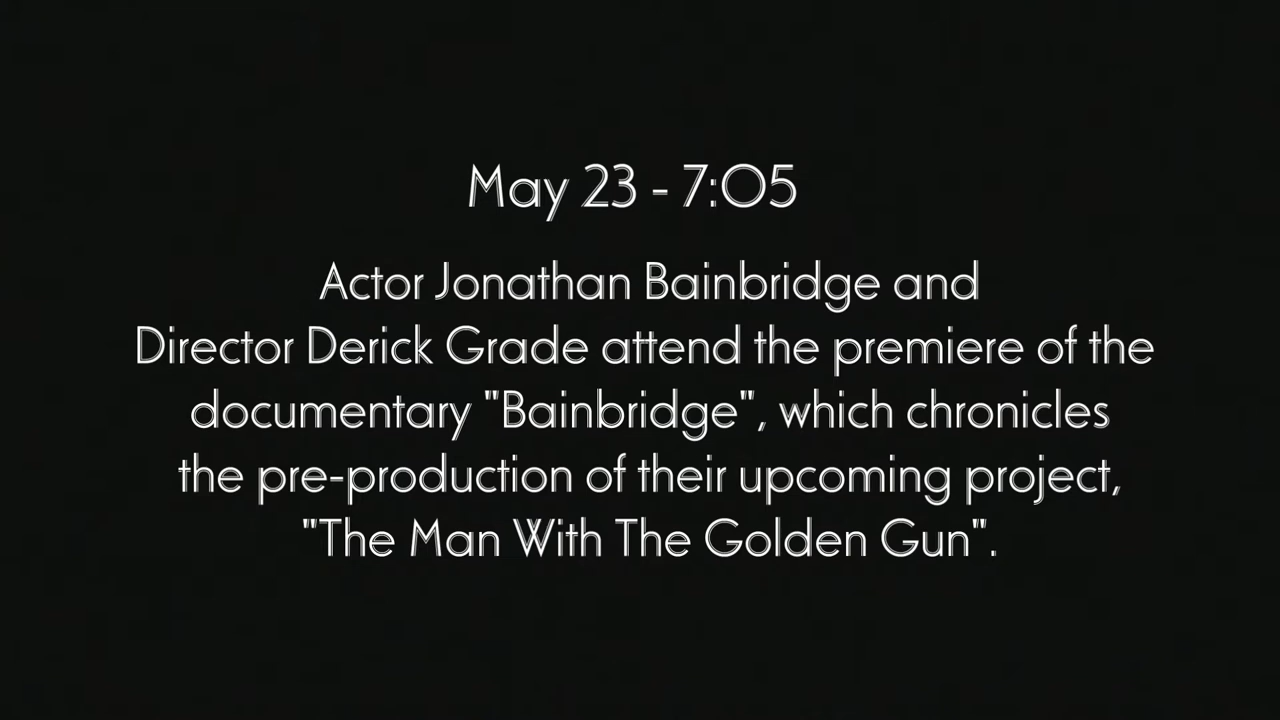 May 23 - 7:05
Actor Jonathan Bainbridge and
Director Derick Grade attend the premiere of the
documentary "Bainbridge", which chronicles
the pre-production of their upcoming project,
"The Man With The Golden Gun".